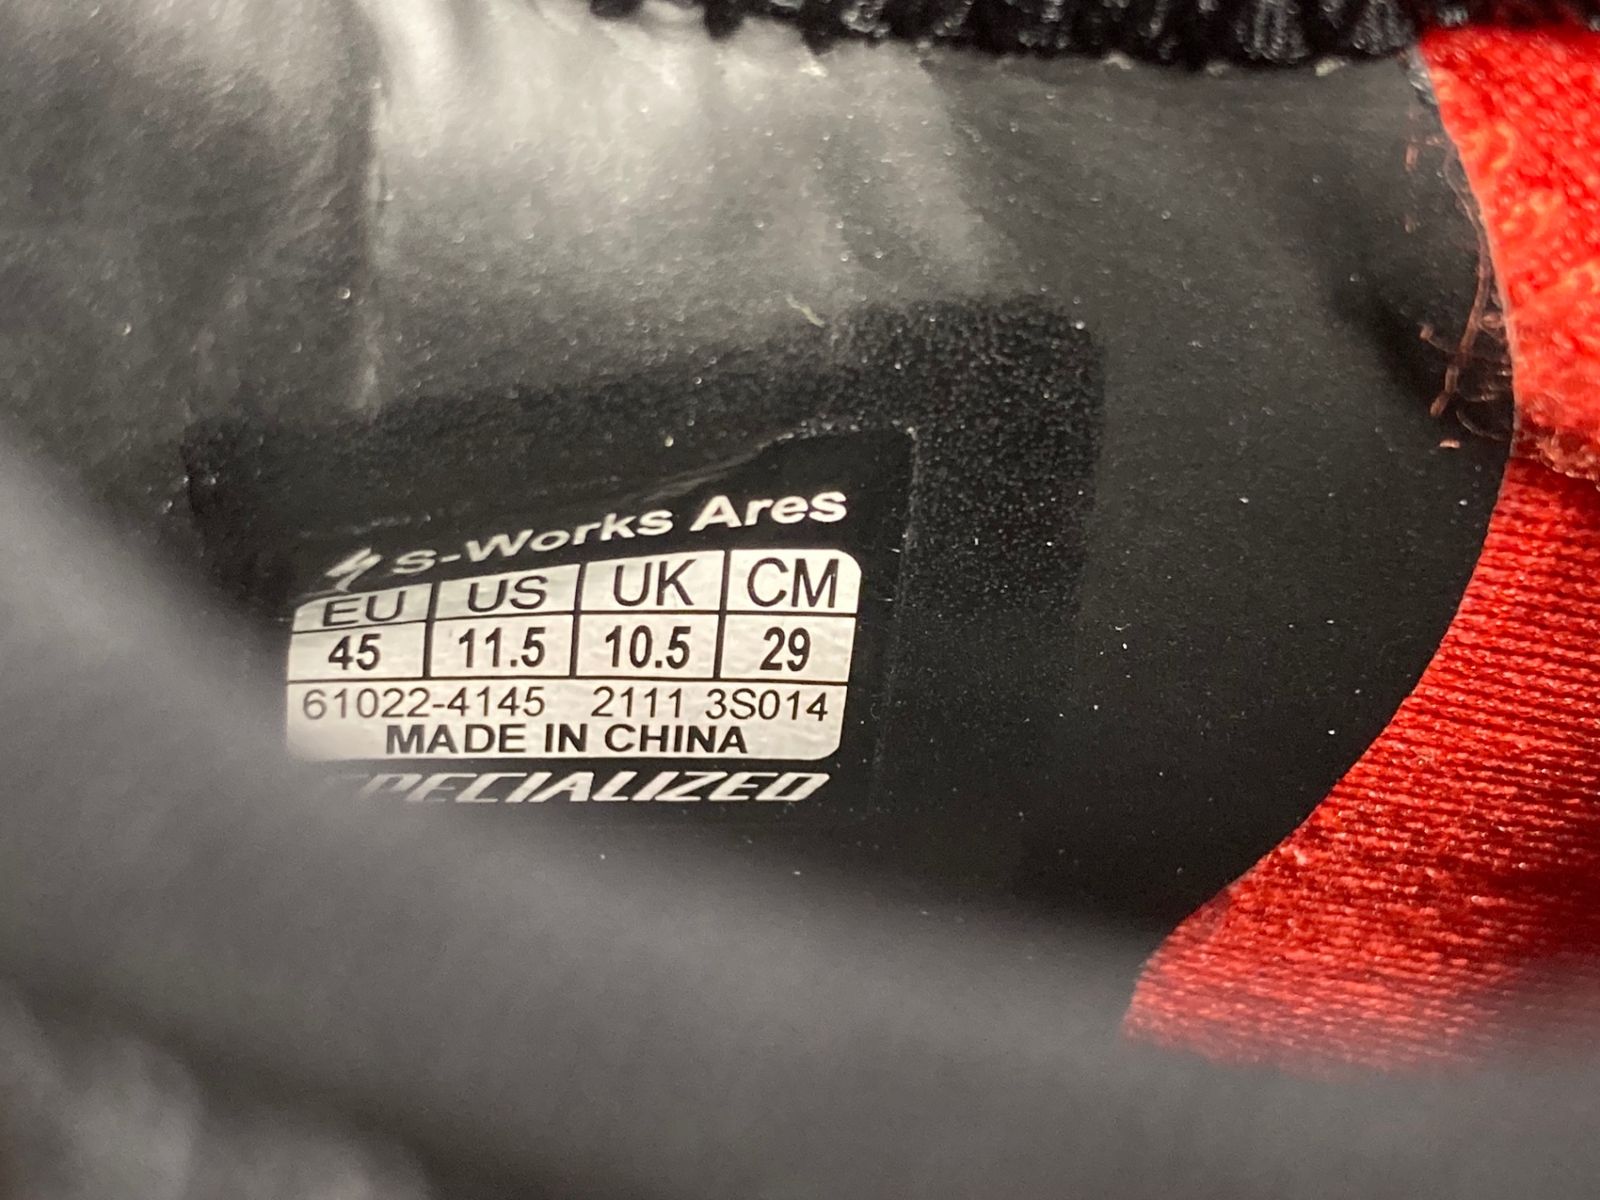 S-Works Ares
EU US UK CM
45 11.5 10.5 29
61022-4145 2111 3S014
MADE IN CHINA
SPECIALIZED